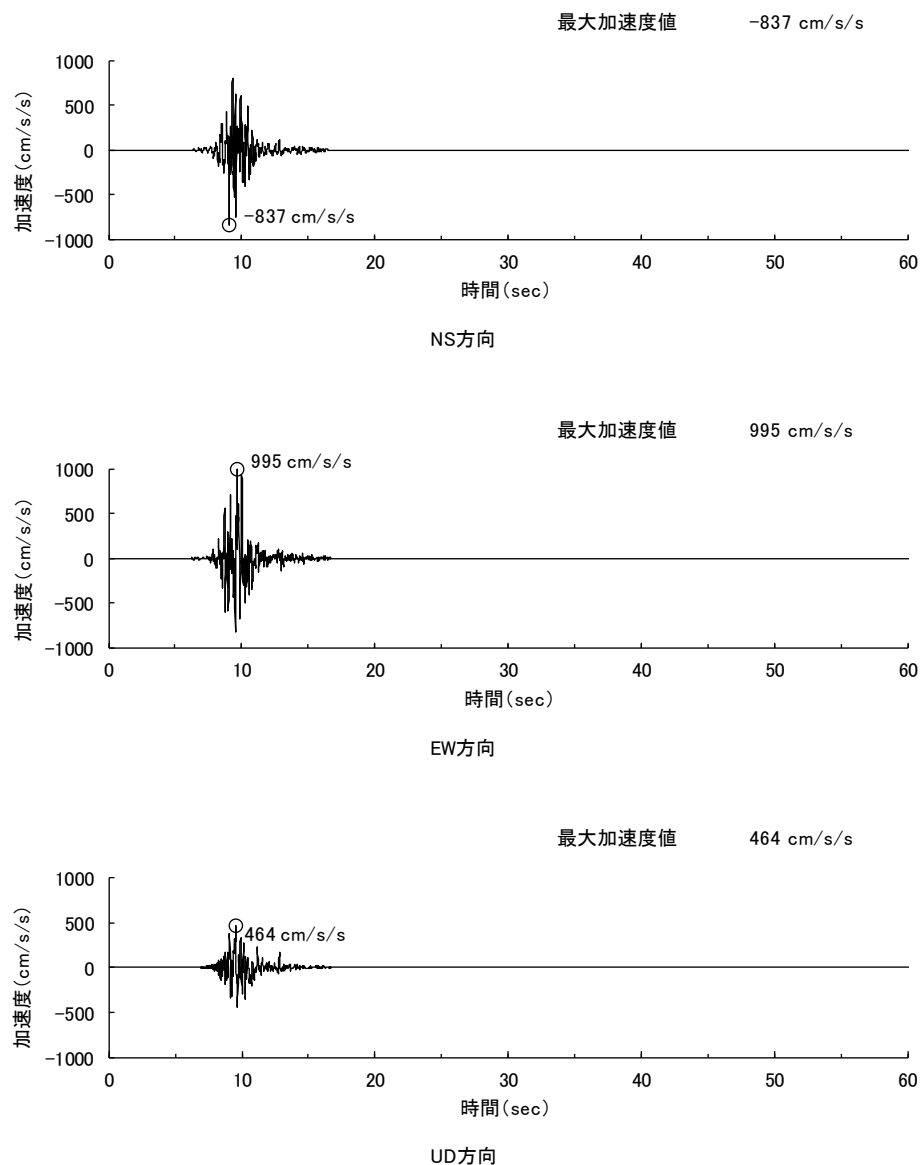 最大加速度値 -837 cm/s/s
1000
500
0
-500
-1000
加速度(cm/s/s)
-837 cm/s/s
0 10 20 30 40 50 60
時間(sec)
NS方向
最大加速度値 995 cm/s/s
1000
500
0
-500
-1000
加速度(cm/s/s)
995 cm/s/s
0 10 20 30 40 50 60
時間(sec)
EW方向
最大加速度値 464 cm/s/s
1000
500
0
-500
-1000
加速度(cm/s/s)
464 cm/s/s
0 10 20 30 40 50 60
時間(sec)
UD方向